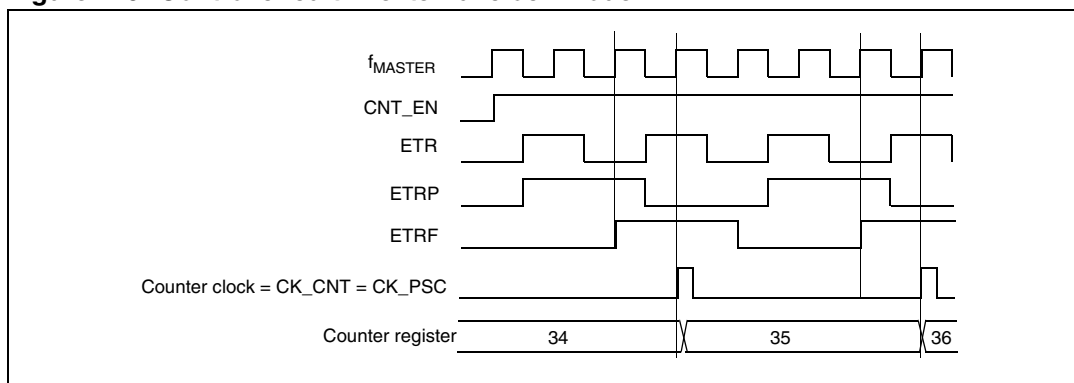 fMASTER
CNT_EN
ETR
ETRP
ETRF
Counter clock = CK_CNT = CK_PSC
Counter register
34
35
36